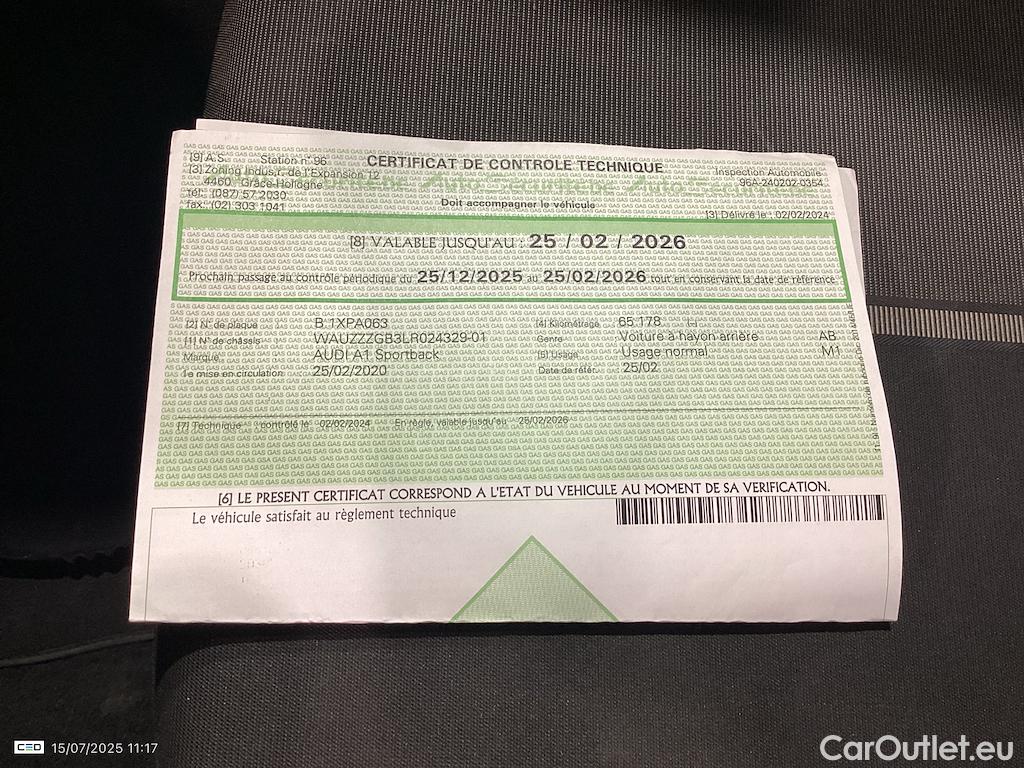 [9] A.S. Station n° 96 CERTIFICAT DE CONTROLE TECHNIQUE
[3] Zoning Industr. de l'Expansion 12 Inspection Automobile
4460 Grâce-Hollogne 96A-240202-0354
tél. (087) 57 2030 Doit accompagner le véhicule
fax. (02) 303 1041 [3] Délivré le : 02/02/2024
[8] VALABLE JUSQU'AU : 25 / 02 / 2026
Prochain passage au contrôle périodique du 25/12/2025 au 25/02/2026 tout en conservant la date de référence
[2] N° de plaque B 1XPA063 [4] Kilométrage 65.178 H
[1] N° de châssis WAUZZZGB3LR024329-01 Genre Voiture à hayon arrière AB
Marque AUDI A1 Sportback [5] Usage Usage normal M1
1e mise en circulation 25/02/2020 Date de référ. 25/02
[7] Technique contrôlé le 02/02/2024 En règle, valable jusqu'au 25/02/2026
[6] LE PRESENT CERTIFICAT CORRESPOND A L'ETAT DU VEHICULE AU MOMENT DE SA VERIFICATION.
Le véhicule satisfait au règlement technique
15/07/2025 11:17
CarOutlet.eu